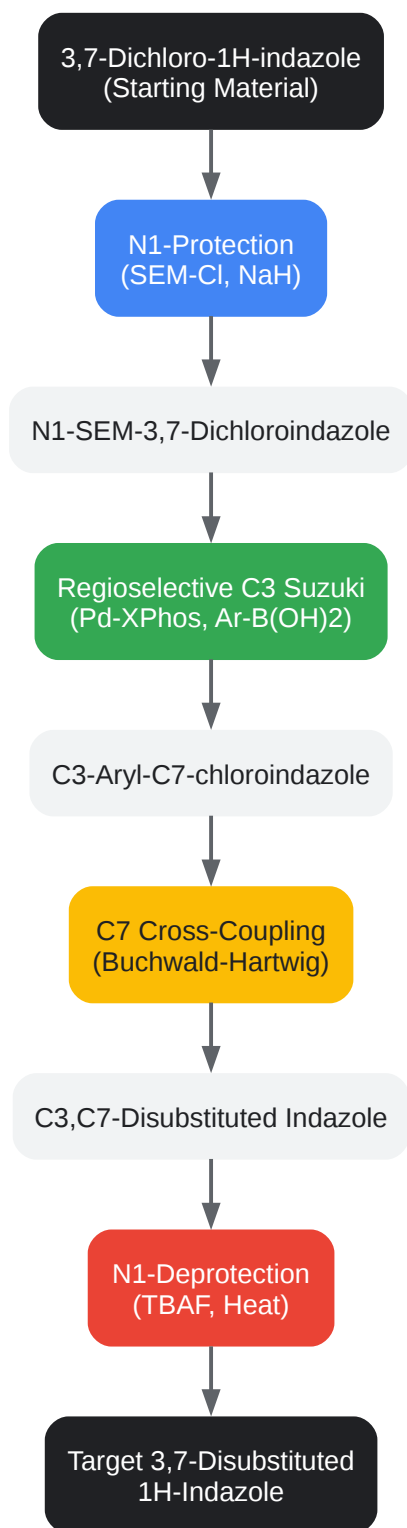 3,7-Dichloro-1H-indazole
(Starting Material)
N1-Protection
(SEM-Cl, NaH)
N1-SEM-3,7-Dichloroindazole
Regioselective C3 Suzuki
(Pd-XPhos, Ar-B(OH)2)
C3-Aryl-C7-chloroindazole
C7 Cross-Coupling
(Buchwald-Hartwig)
C3,C7-Disubstituted Indazole
N1-Deprotection
(TBAF, Heat)
Target 3,7-Disubstituted
1H-Indazole